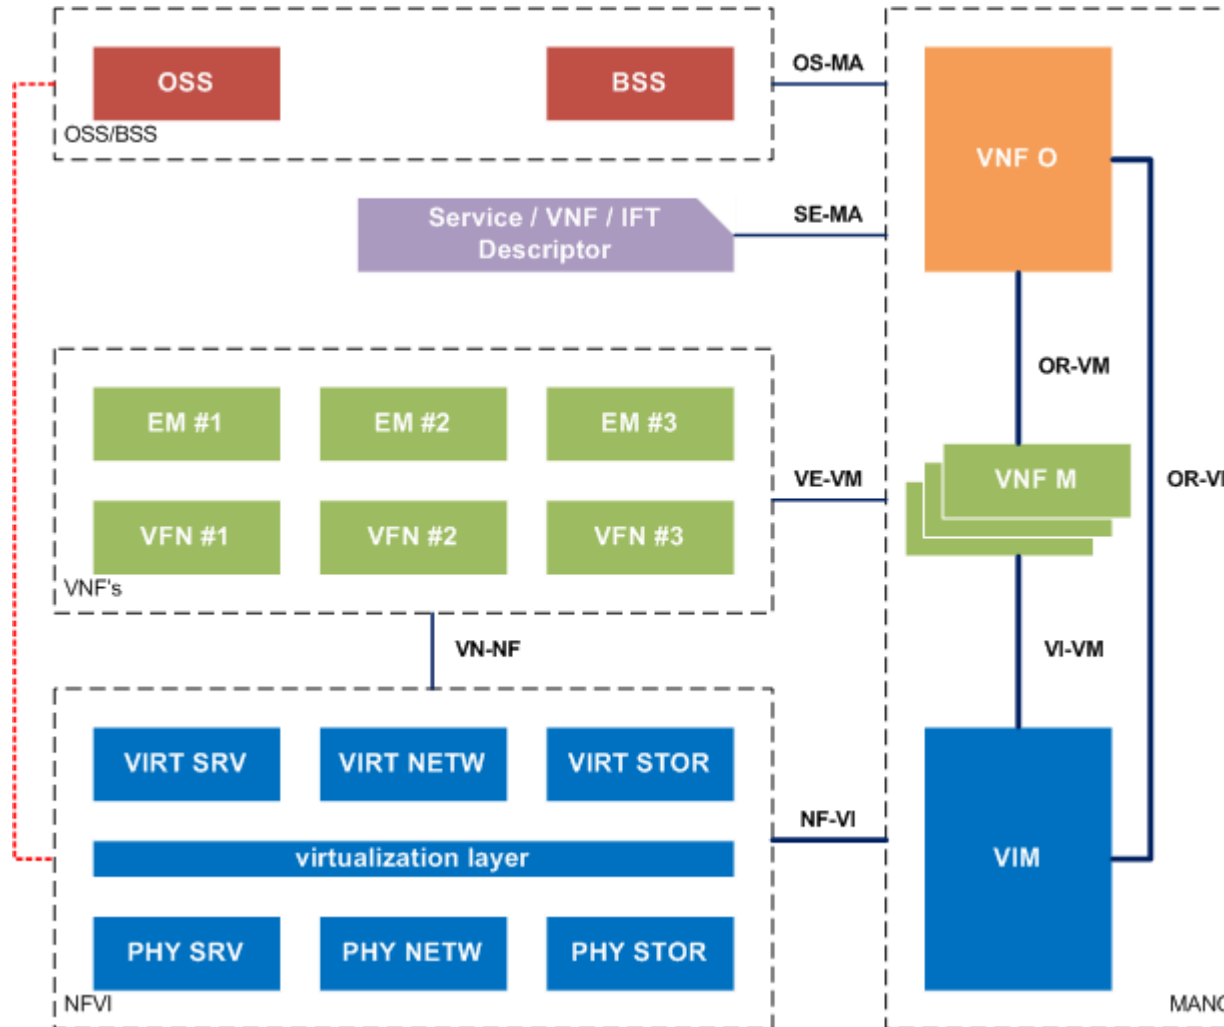 OSS
BSS
OSS/BSS
OS-MA
VNF O
Service / VNF / IFT
Descriptor
SE-MA
OR-VM
EM #1
EM #2
EM #3
VE-VM
VNF M
VFN #1
VFN #2
VFN #3
VNF's
VN-NF
VI-VM
VIRT SRV
VIRT NETW
VIRT STOR
NF-VI
virtualization layer
VIM
PHY SRV
PHY NETW
PHY STOR
NFVI